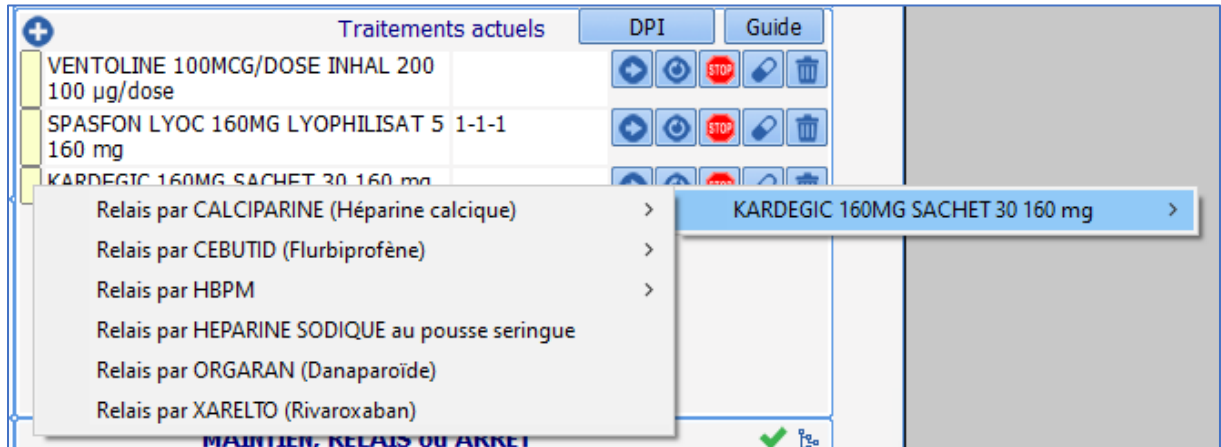 Traitements actuels DPI Guide
VENTOLINE 100MCG/DOSE INHAL 200
100 µg/dose
STOP
SPASFON LYOC 160MG LYOPHILISAT 5 1-1-1
160 mg
STOP
KARDEGIC 160MG SACHET 30 160 mg
Relais par CALCIPARINE (Héparine calcique) > KARDEGIC 160MG SACHET 30 160 mg >
Relais par CEBUTID (Flurbiprofène) >
Relais par HBPM >
Relais par HEPARINE SODIQUE au pousse seringue
Relais par ORGARAN (Danaparoïde)
Relais par XARELTO (Rivaroxaban)
MAINTIEN, RELAIS ou ARRET